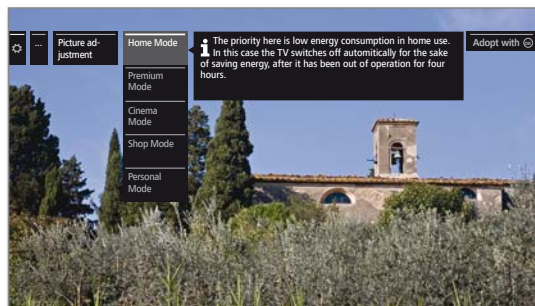 ...
Picture ad-
justment
Home Mode
The priority here is low energy consumption in home use.
In this case the TV switches off automitically for the sake
of saving energy, after it has been out of operation for four
hours.
Adopt with OK
Premium
Mode
Cinema
Mode
Shop Mode
Personal
Mode